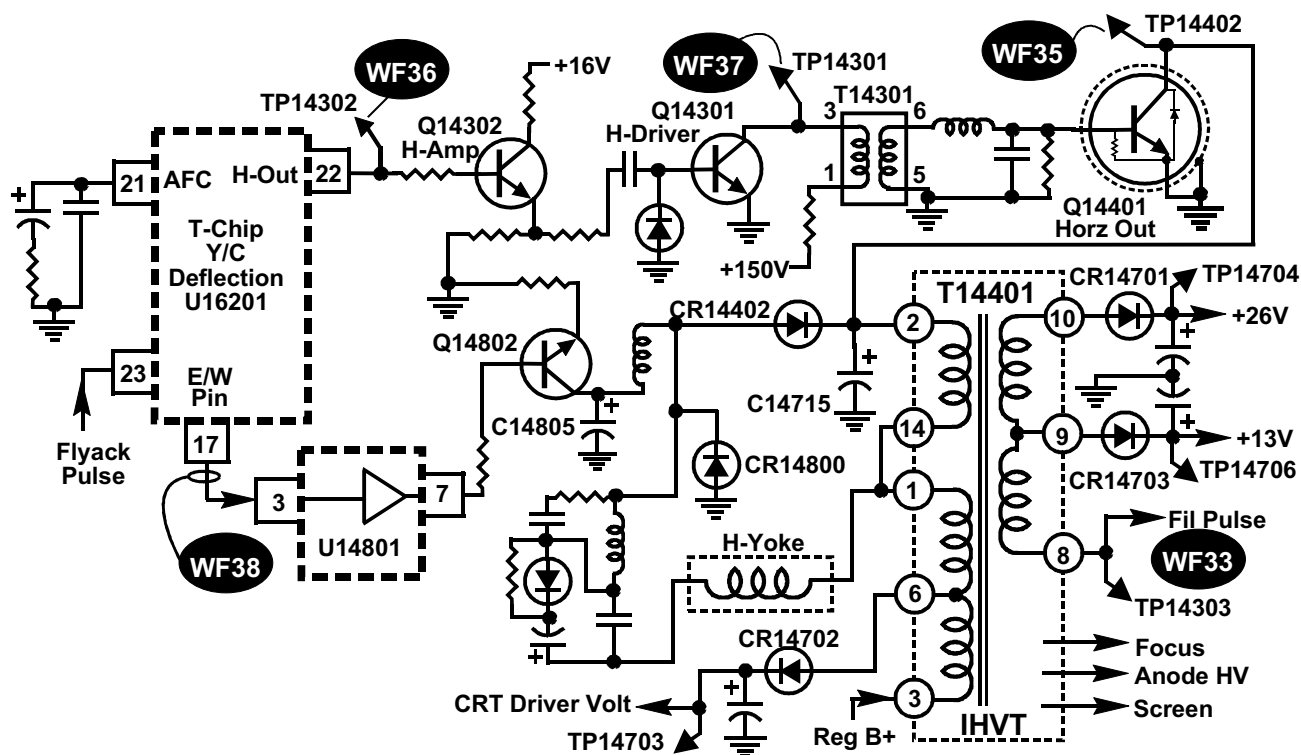 WF36
TP14302
+16V
Q14302
H-Amp
WF37
TP14301
Q14301
H-Driver
T14301
3
6
1
5
+150V
WF35
TP14402
Q14401
Horz Out
21
AFC
H-Out
22
T-Chip
Y/C
Deflection
U16201
23
E/W
Pin
17
Flyack
Pulse
WF38
3
7
U14801
Q14802
C14805
+
+
CR14402
C14715
+
CR14800
+
H-Yoke
CR14702
+
CRT Driver Volt
TP14703
Reg B+
T14401
2
14
1
6
3
10
9
8
IHVT
CR14701
TP14704
+26V
+
+
+13V
CR14703
TP14706
Fil Pulse
WF33
TP14303
Focus
Anode HV
Screen